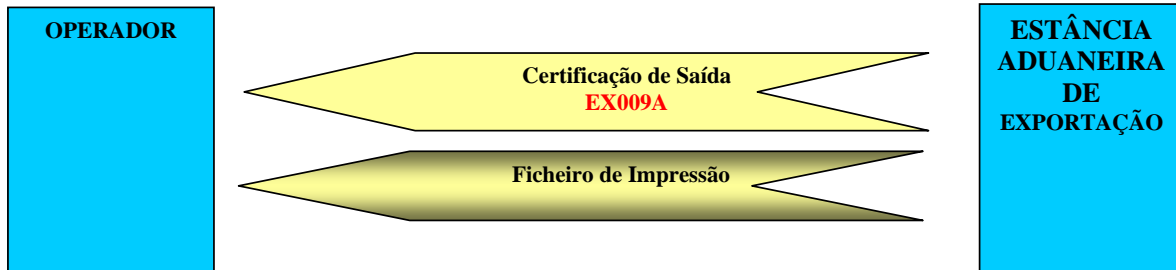 OPERADOR
Certificação de Saída
EX009A
Ficheiro de Impressão
ESTÂNCIA
ADUANEIRA
DE
EXPORTAÇÃO